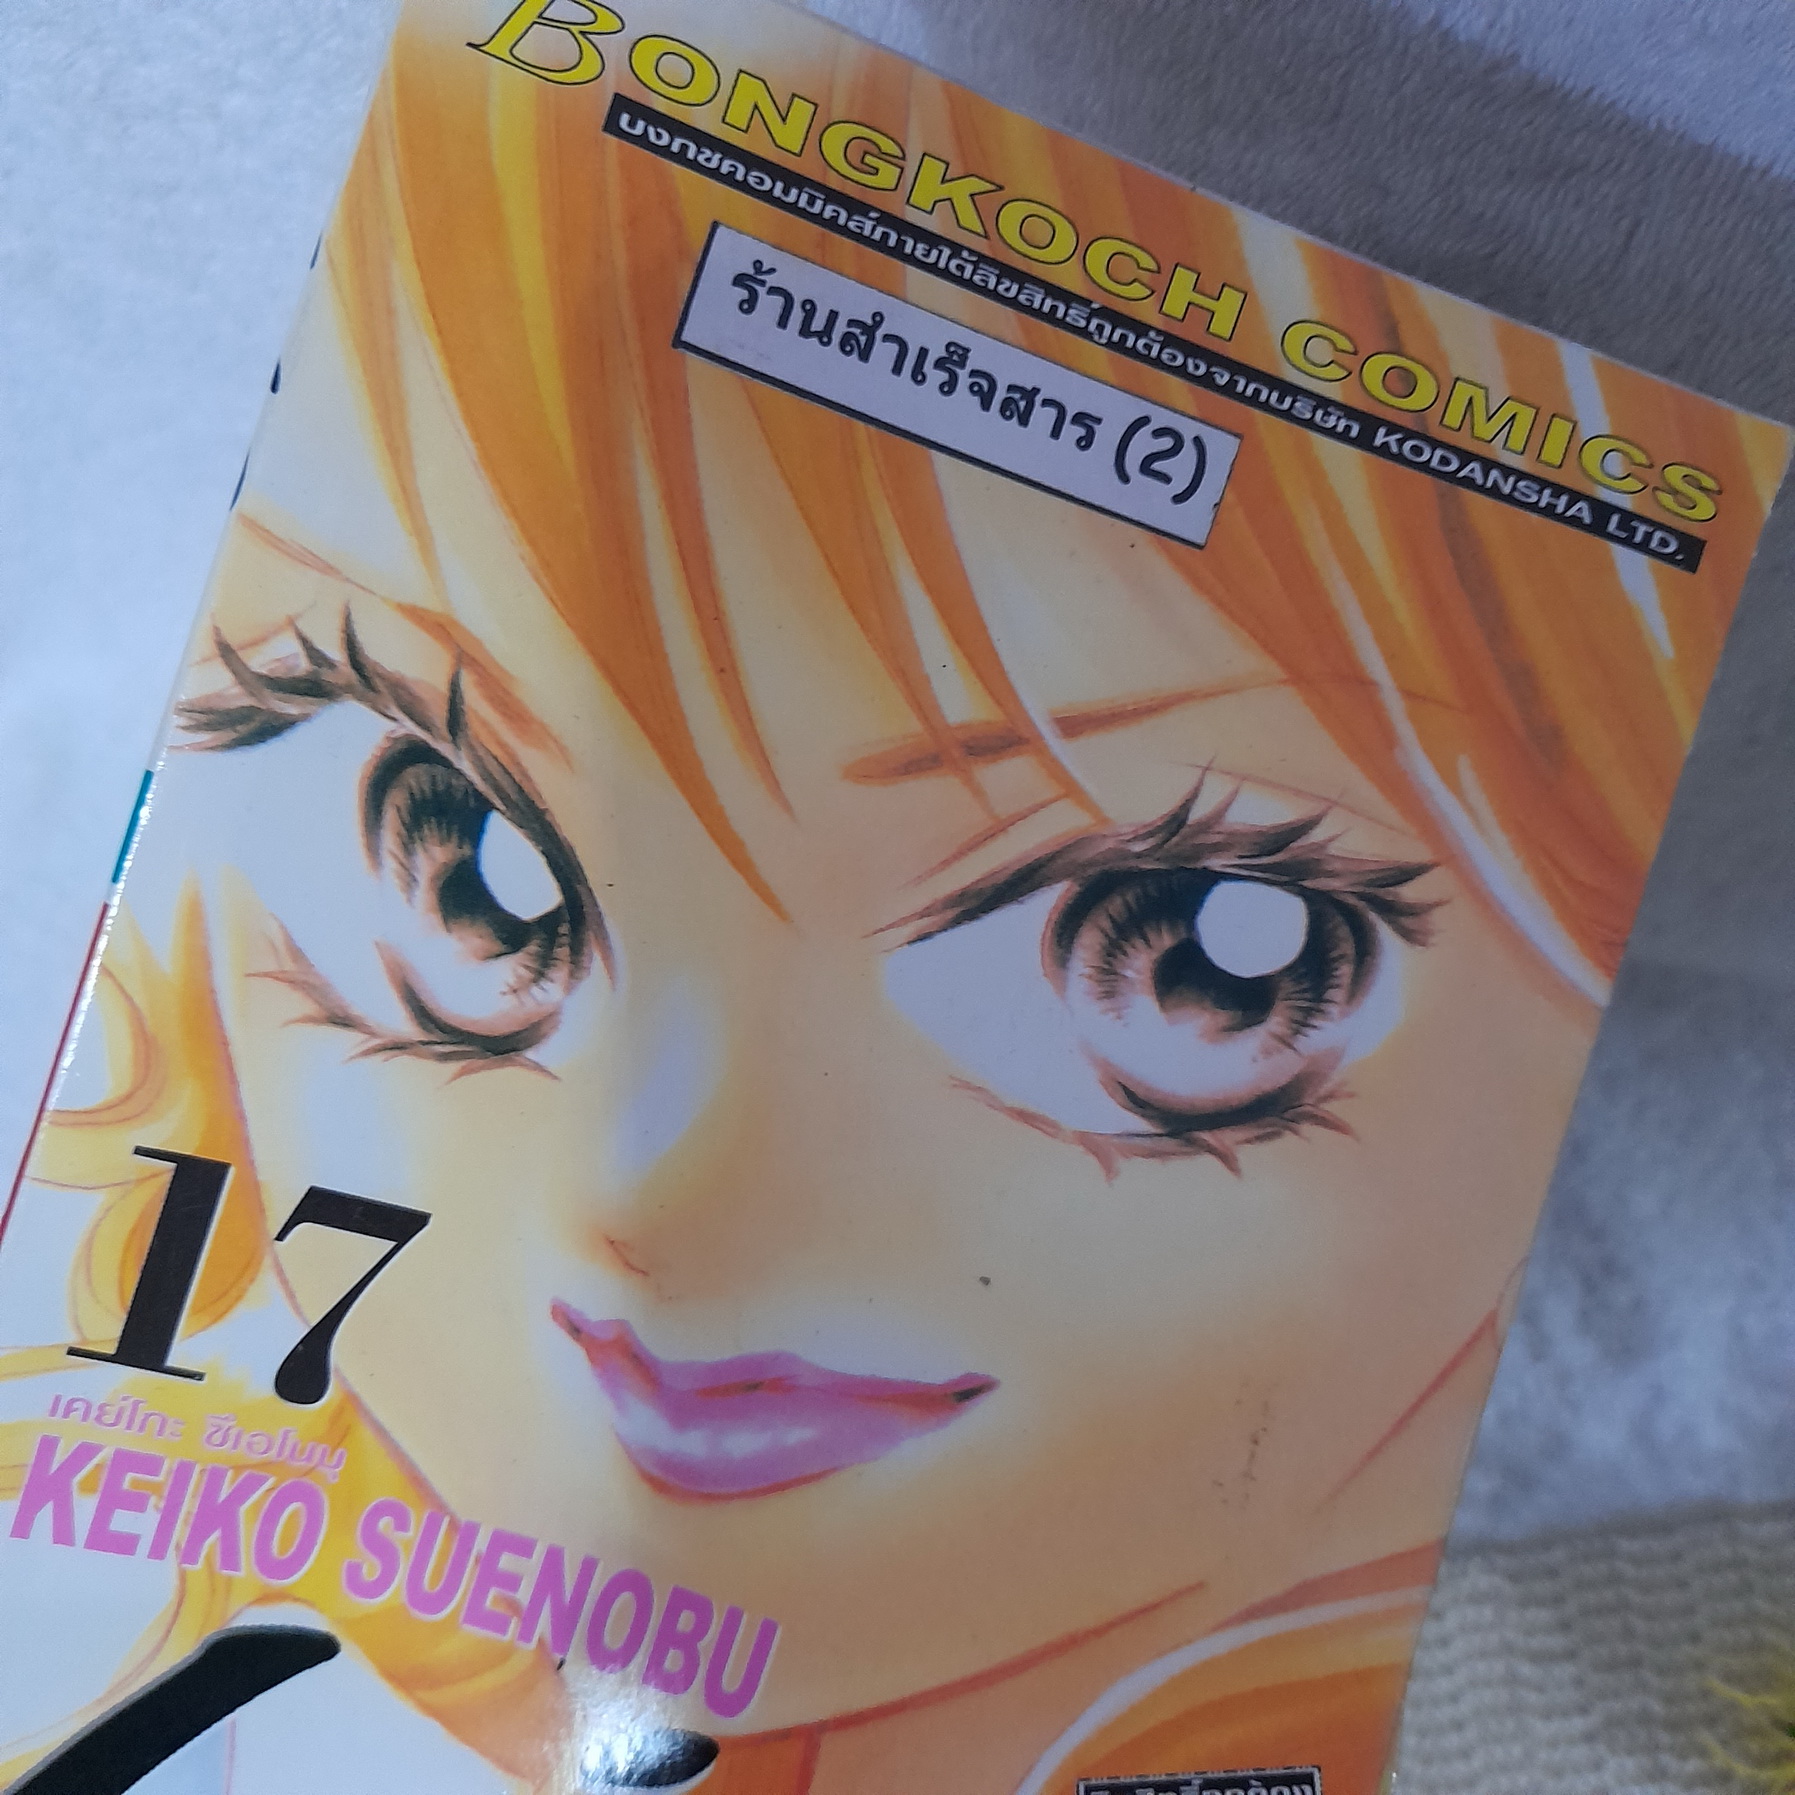 BONGKOCH COMICS
บงกชคอมมิคส์ภายใต้ลิขสิทธิ์ถูกต้องจากบริษัท KODANSHA LTD.
ร้านสำเร็จสาร (2)
17
เคย์โกะ ซึเอโนบุ
KEIKO SUENOBU